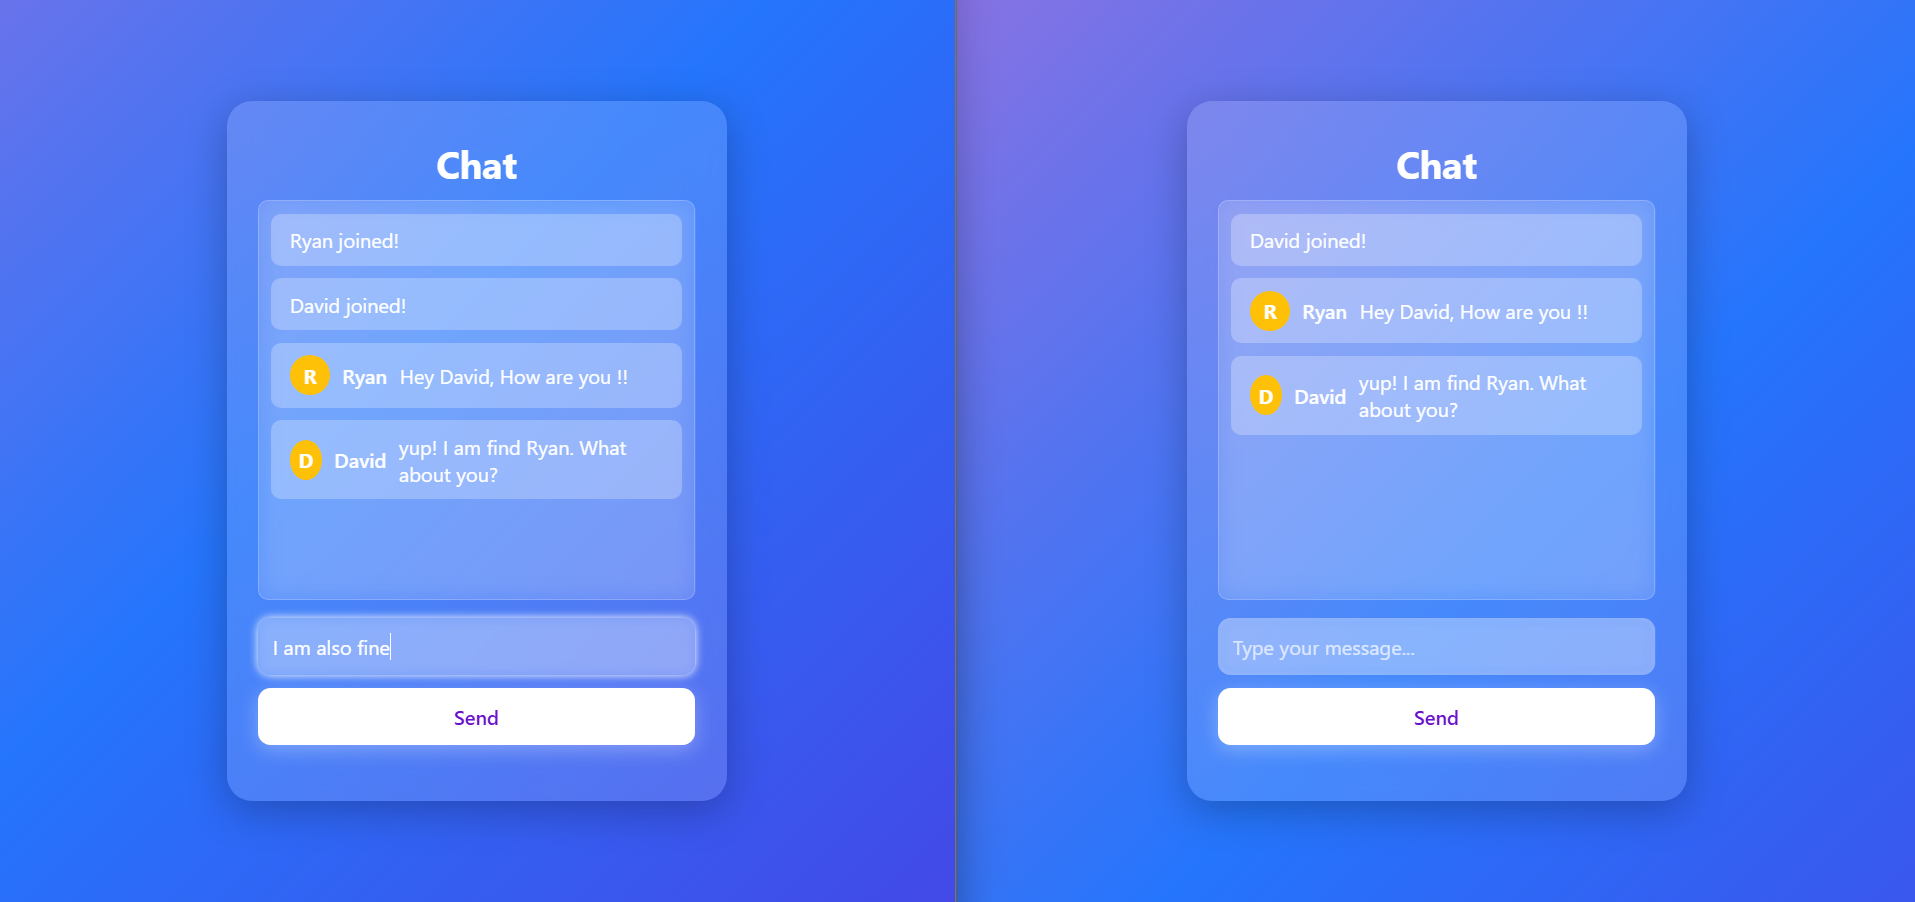 Chat
Ryan joined!
David joined!
R Ryan Hey David, How are you !!
D David yup! I am find Ryan. What
about you?
I am also fine
Send
Chat
David joined!
R Ryan Hey David, How are you !!
D David yup! I am find Ryan. What
about you?
Type your message...
Send